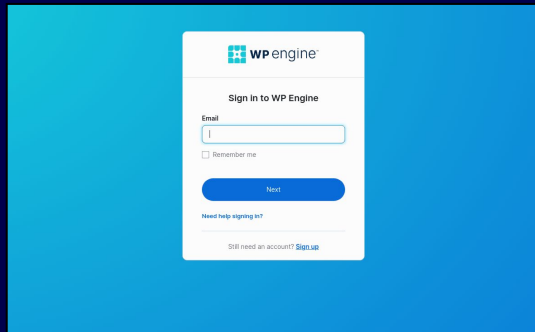 WP engine
Sign in to WP Engine
Email
Remember me
Next
Need help signing in?
Still need an account? Sign up